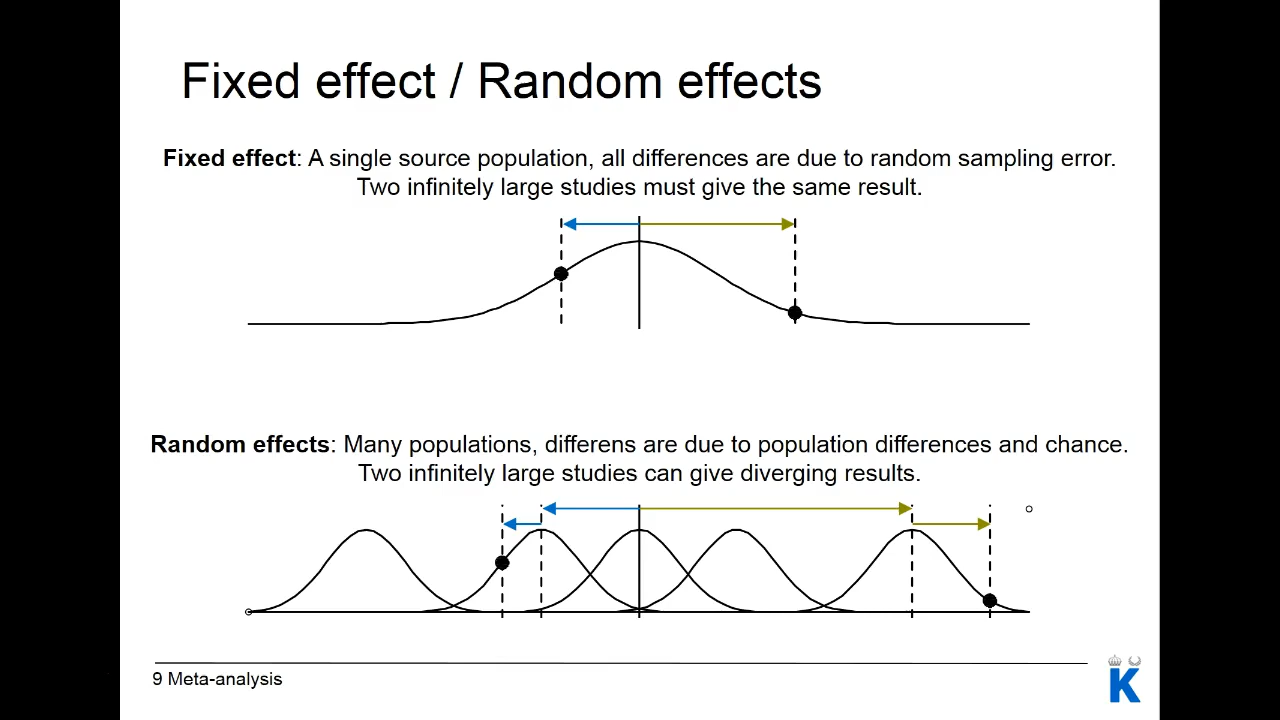 Fixed effect / Random effects
Fixed effect: A single source population, all differences are due to random sampling error.
Two infinitely large studies must give the same result.
Random effects: Many populations, differens are due to population differences and chance.
Two infinitely large studies can give diverging results.
9 Meta-analysis
K